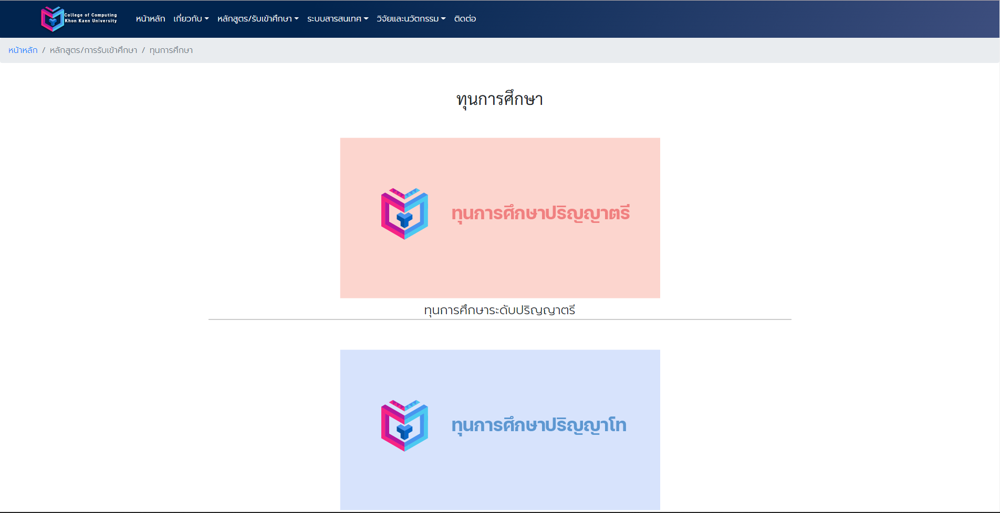 College of Computing
Khon Kaen University
หน้าหลัก เกี่ยวกับ หลักสูตร/รับเข้าศึกษา ระบบสารสนเทศ วิจัยและนวัตกรรม ติดต่อ
หน้าหลัก / หลักสูตร/การรับเข้าศึกษา / ทุนการศึกษา
ทุนการศึกษา
ทุนการศึกษาปริญญาตรี
ทุนการศึกษาระดับปริญญาตรี
ทุนการศึกษาปริญญาโท